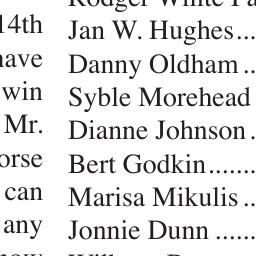 14th
have
win
Mr.
orse
can
any
Jan W. Hughes...
Danny Oldham ..
Syble Morehead
Dianne Johnson .
Bert Godkin.......
Marisa Mikulis ..
Jonnie Dunn ......